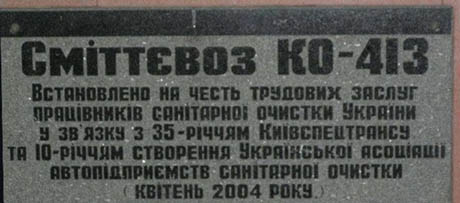 Сміттєвоз КО-413
Встановлено на честь трудових заслуг
працівників санітарної очистки України
у зв'язку з 35-річчям Київспецтрансу
та 10-річчям створення Української асоціації
автопідприємств санітарної очистки
( квітень 2004 року.)